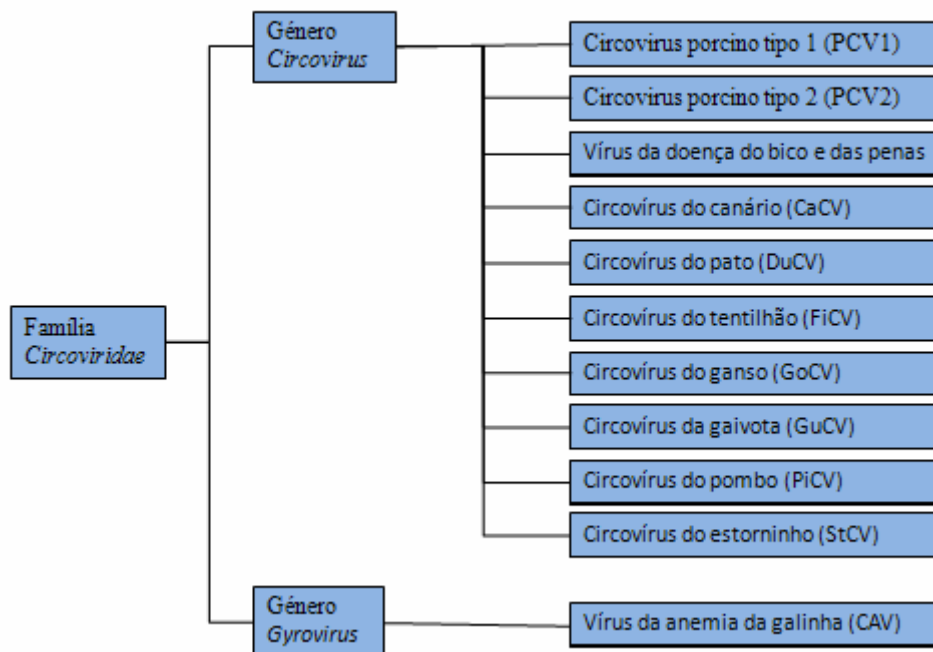 Género
Circovirus
Circovirus porcino tipo 1 (PCV1)
Circovirus porcino tipo 2 (PCV2)
Vírus da doença do bico e das penas
Circovírus do canário (CaCV)
Circovírus do pato (DuCV)
Família
Circoviridae
Circovírus do tentilhão (FiCV)
Circovírus do ganso (GoCV)
Circovírus da gaivota (GuCV)
Circovírus do pombo (PiCV)
Circovírus do estorninho (StCV)
Género
Gyrovirus
Vírus da anemia da galinha (CAV)